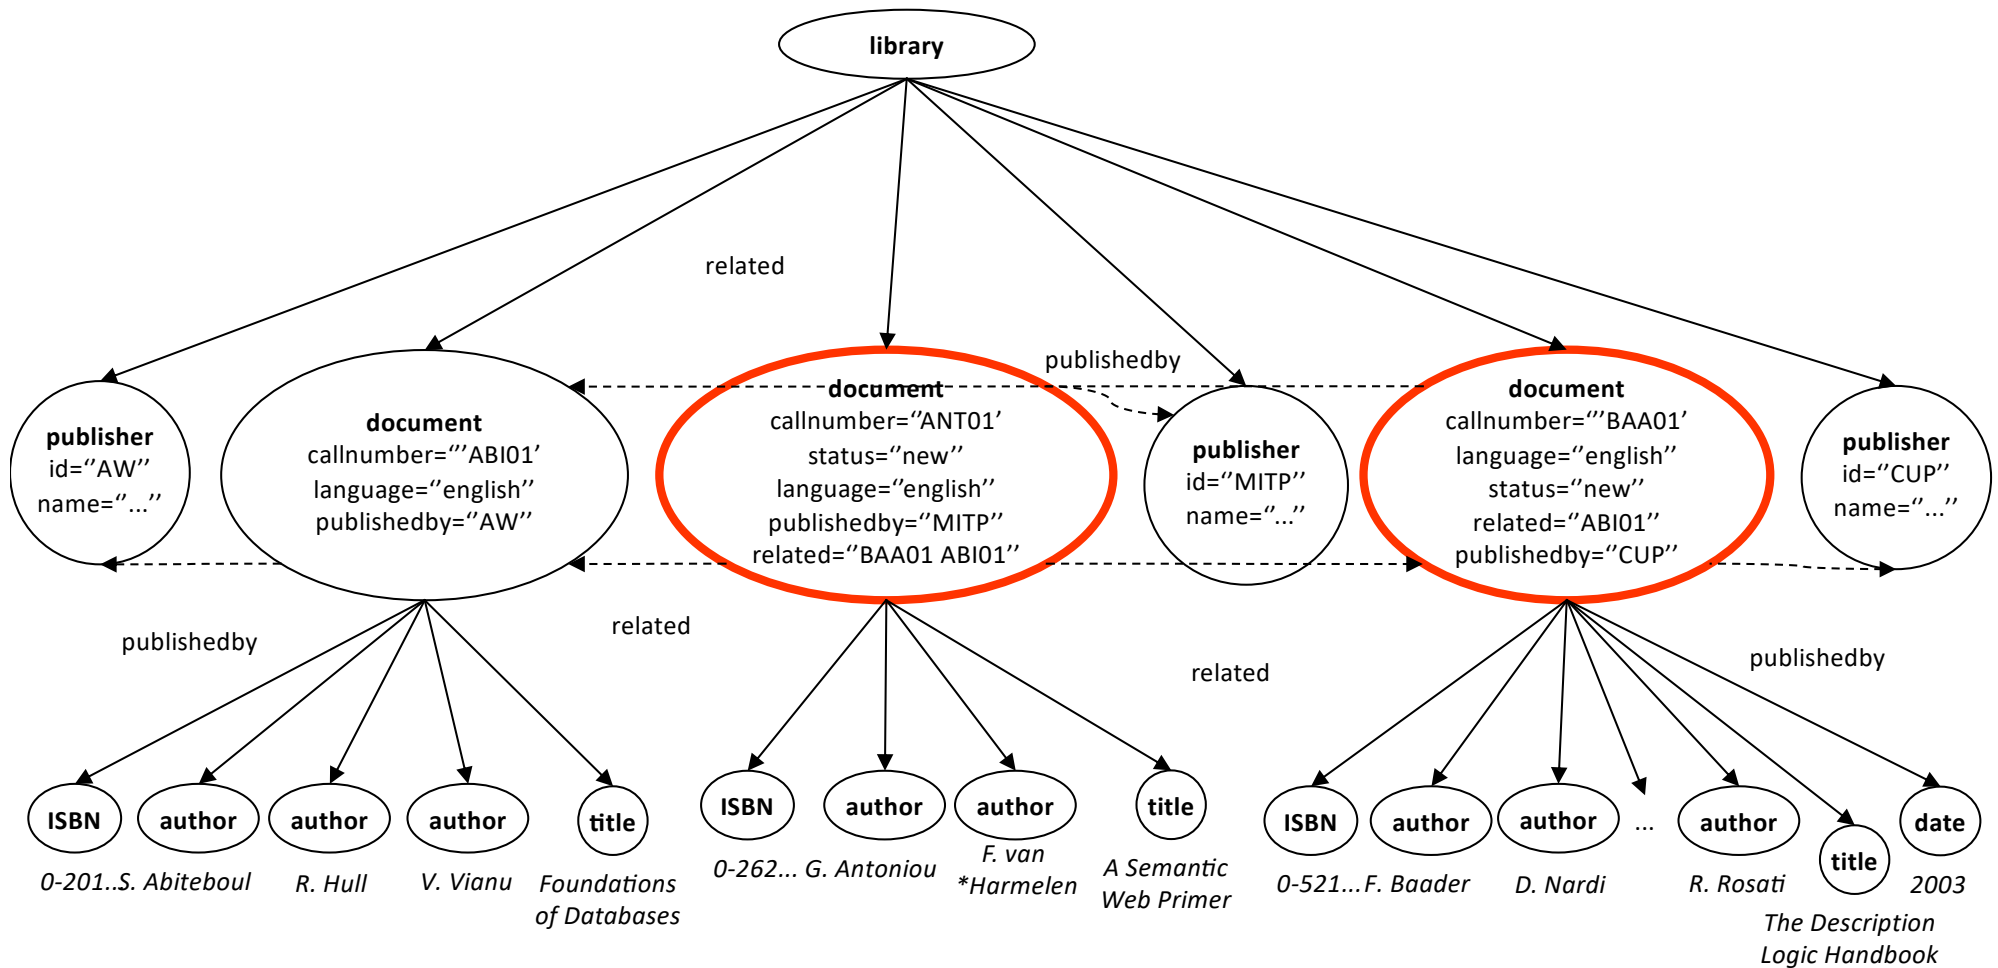 library
related
publishedby
publisher
id=‘‘AW’’
name=‘‘...’’
document
callnumber=‘‘’ABI01’
language=‘‘english’’
publishedby=‘‘AW’’
document
callnumber=‘‘ANT01’
status=‘‘new’’
language=‘‘english’’
publishedby=‘‘MITP’’
related=‘‘BAA01 ABI01’’
publisher
id=‘‘MITP’’
name=‘‘...’’
document
callnumber=‘‘’BAA01’
language=‘‘english’’
status=‘‘new’’
related=‘‘ABI01’’
publishedby=‘‘CUP’’
publisher
id=‘‘CUP’’
name=‘‘...’’
publishedby
related
related
publishedby
ISBN
author
author
author
title
0-201...
S. Abiteboul
R. Hull
V. Vianu
Foundations
of Databases
ISBN
author
author
title
0-262...
G. Antoniou
F. van
*Harmelen
A Semantic
Web Primer
ISBN
author
author
...
author
title
date
0-521...
F. Baader
D. Nardi
R. Rosati
The Description
Logic Handbook
2003